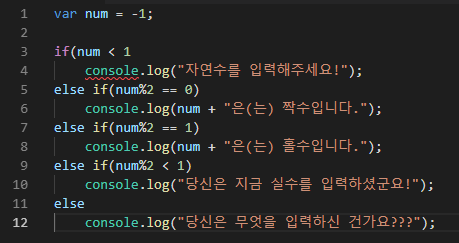 1 var num = -1;
2
3 if(num < 1
4 console.log("자연수를 입력해주세요!");
5 else if(num%2 == 0)
6 console.log(num + "은(는) 짝수입니다.");
7 else if(num%2 == 1)
8 console.log(num + "은(는) 홀수입니다.");
9 else if(num%2 < 1)
10 console.log("당신은 지금 실수를 입력하셨군요!");
11 else
12 console.log("당신은 무엇을 입력하신 건가요???");